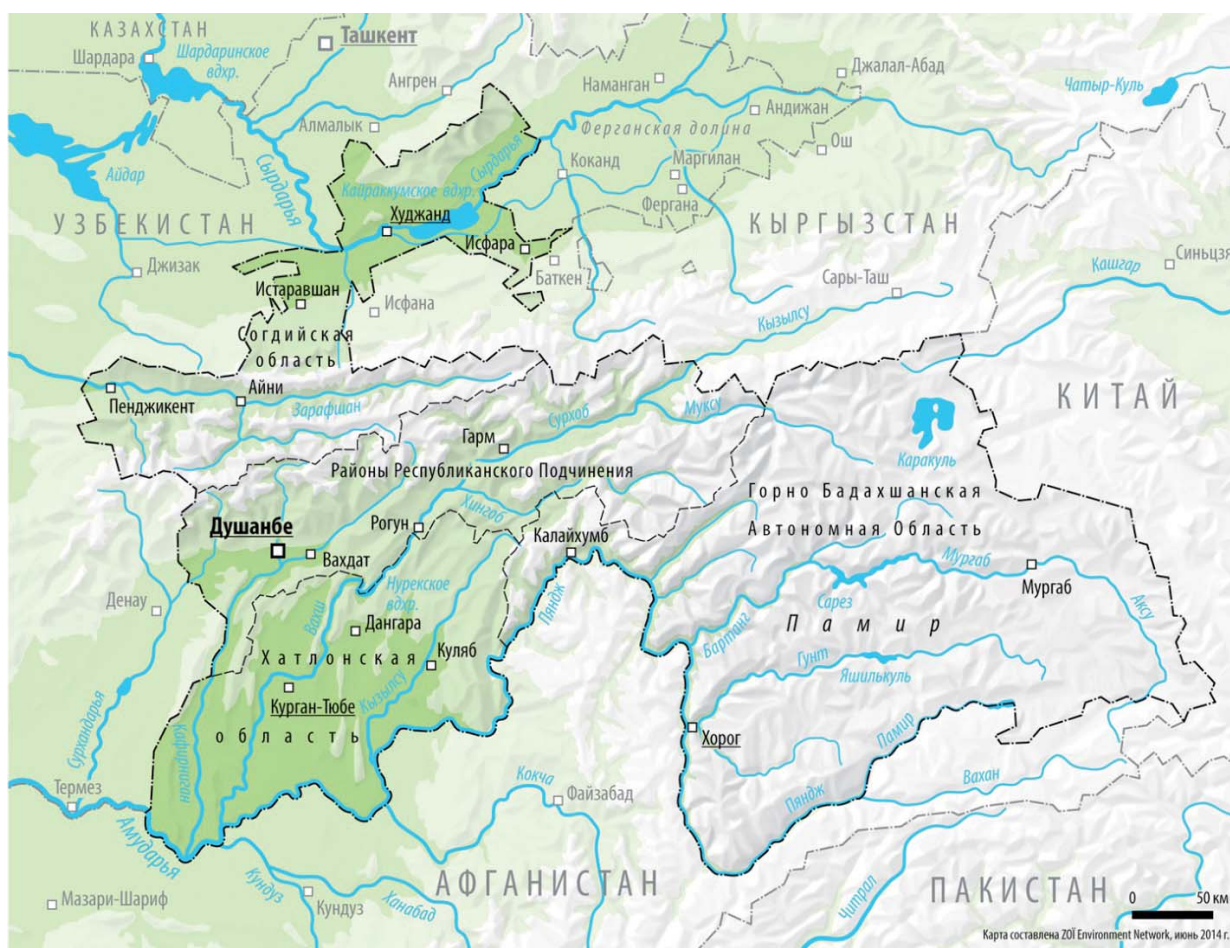 КАЗАХСТАН
Ташкент
Шардара
Шардаринское
вдхр.
Ангрен
Наманган
Джалал-Абад
Чатыр-Куль
Алмалык
Андижан
Ферганская долина
Ош
Айдар
Сырдарья
Сырдарья
Коканд
Маргилан
Кайраккумское вдхр.
Фергана
УЗБЕКИСТАН
Худжанд
КЫРГЫЗСТАН
Исфара
Баткен
Джизак
Сары-Таш
Кашгар
Синьцзя
Истаравшан
Исфана
Кызылсу
Согдийская
область
Айни
Пенджикент
Зарафшан
Сурхоб
Муксу
КИТАЙ
Гарм
Каракуль
Районы Республиканского Подчинения
Горно Бадахшанская
Автономная Область
Хингоб
Душанбе
Рогун
Калайхумб
Вахдат
Мургаб
Мургаб
Нурекское
вдхр.
Денау
Вахш
Пяндж
Сарез
Аксу
Дангара
Бартанг
Памир
Хатлонская
Куляб
Гунт
Яшилькуль
Курган-Тюбе
Кызылсу
область
Хорог
Памир
Сурхандарья
Кафирниган
Кокча
Вахан
Термез
Файзабад
Пяндж
Амударья
Кундуз
Ханабад
АФГАНИСТАН
Читрал
ПАКИСТАН
Мазари-Шариф
Кундуз
0 50 км
Карта составлена ZOÏ Environment Network, июнь 2014 г.